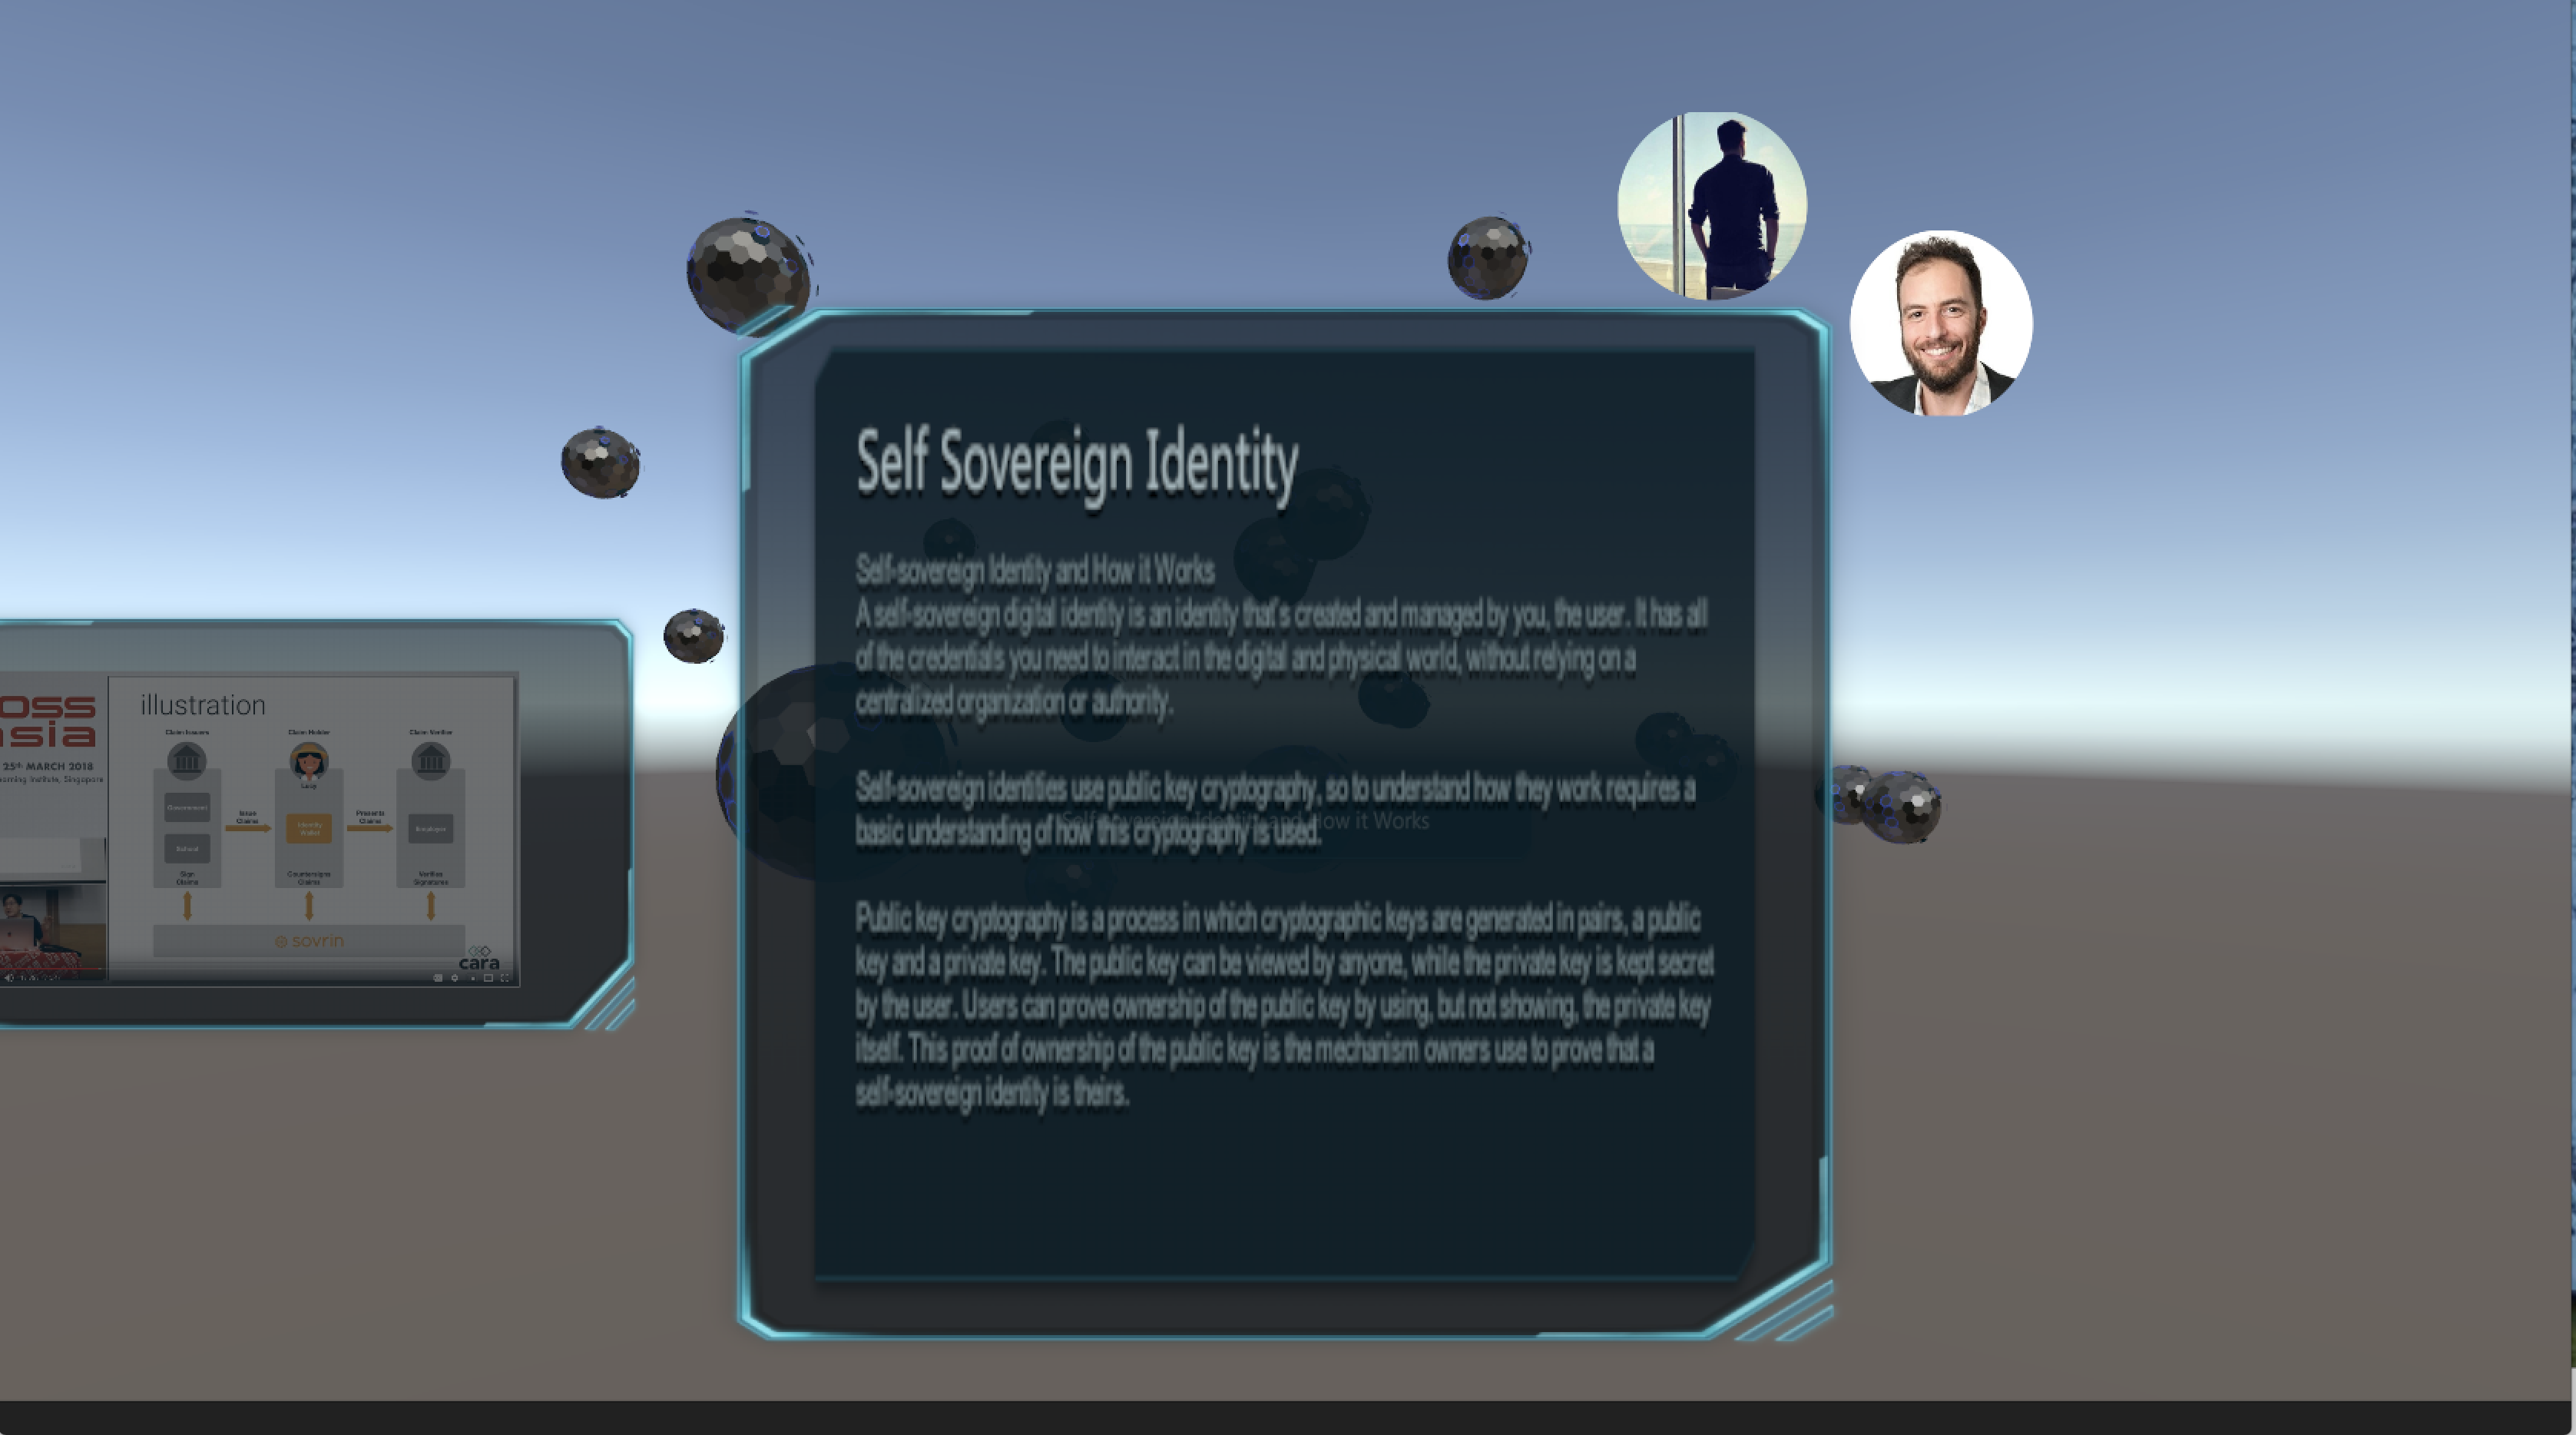 Self Sovereign Identity
Self-sovereign Identity and How it Works
A self-sovereign digital identity is an identity that's created and managed by you, the user. It has all
of the credentials you need to interact in the digital and physical world, without relying on a
centralized organization or authority.
Self-sovereign identities use public key cryptography, so to understand how they work requires a
basic understanding of how this cryptography is used.
Self-sovereign Identity and How it Works
Public key cryptography is a process in which cryptographic keys are generated in pairs, a public
key and a private key. The public key can be viewed by anyone, while the private key is kept secret
by the user. Users can prove ownership of the public key by using, but not showing, the private key
itself. This proof of ownership of the public key is the mechanism owners use to prove that a
self-sovereign identity is theirs.
oss
asia
25th MARCH 2018
Institute, Singapore
illustration
Claim Issuers
Claim Holder
Claim Verifier
Lucy
Government
School
Issue
Claims
Identity
Wallet
Presents
Claims
Employer
Sign
Claims
Countersigns
Claims
Verifies
Signatures
sovrin
cara